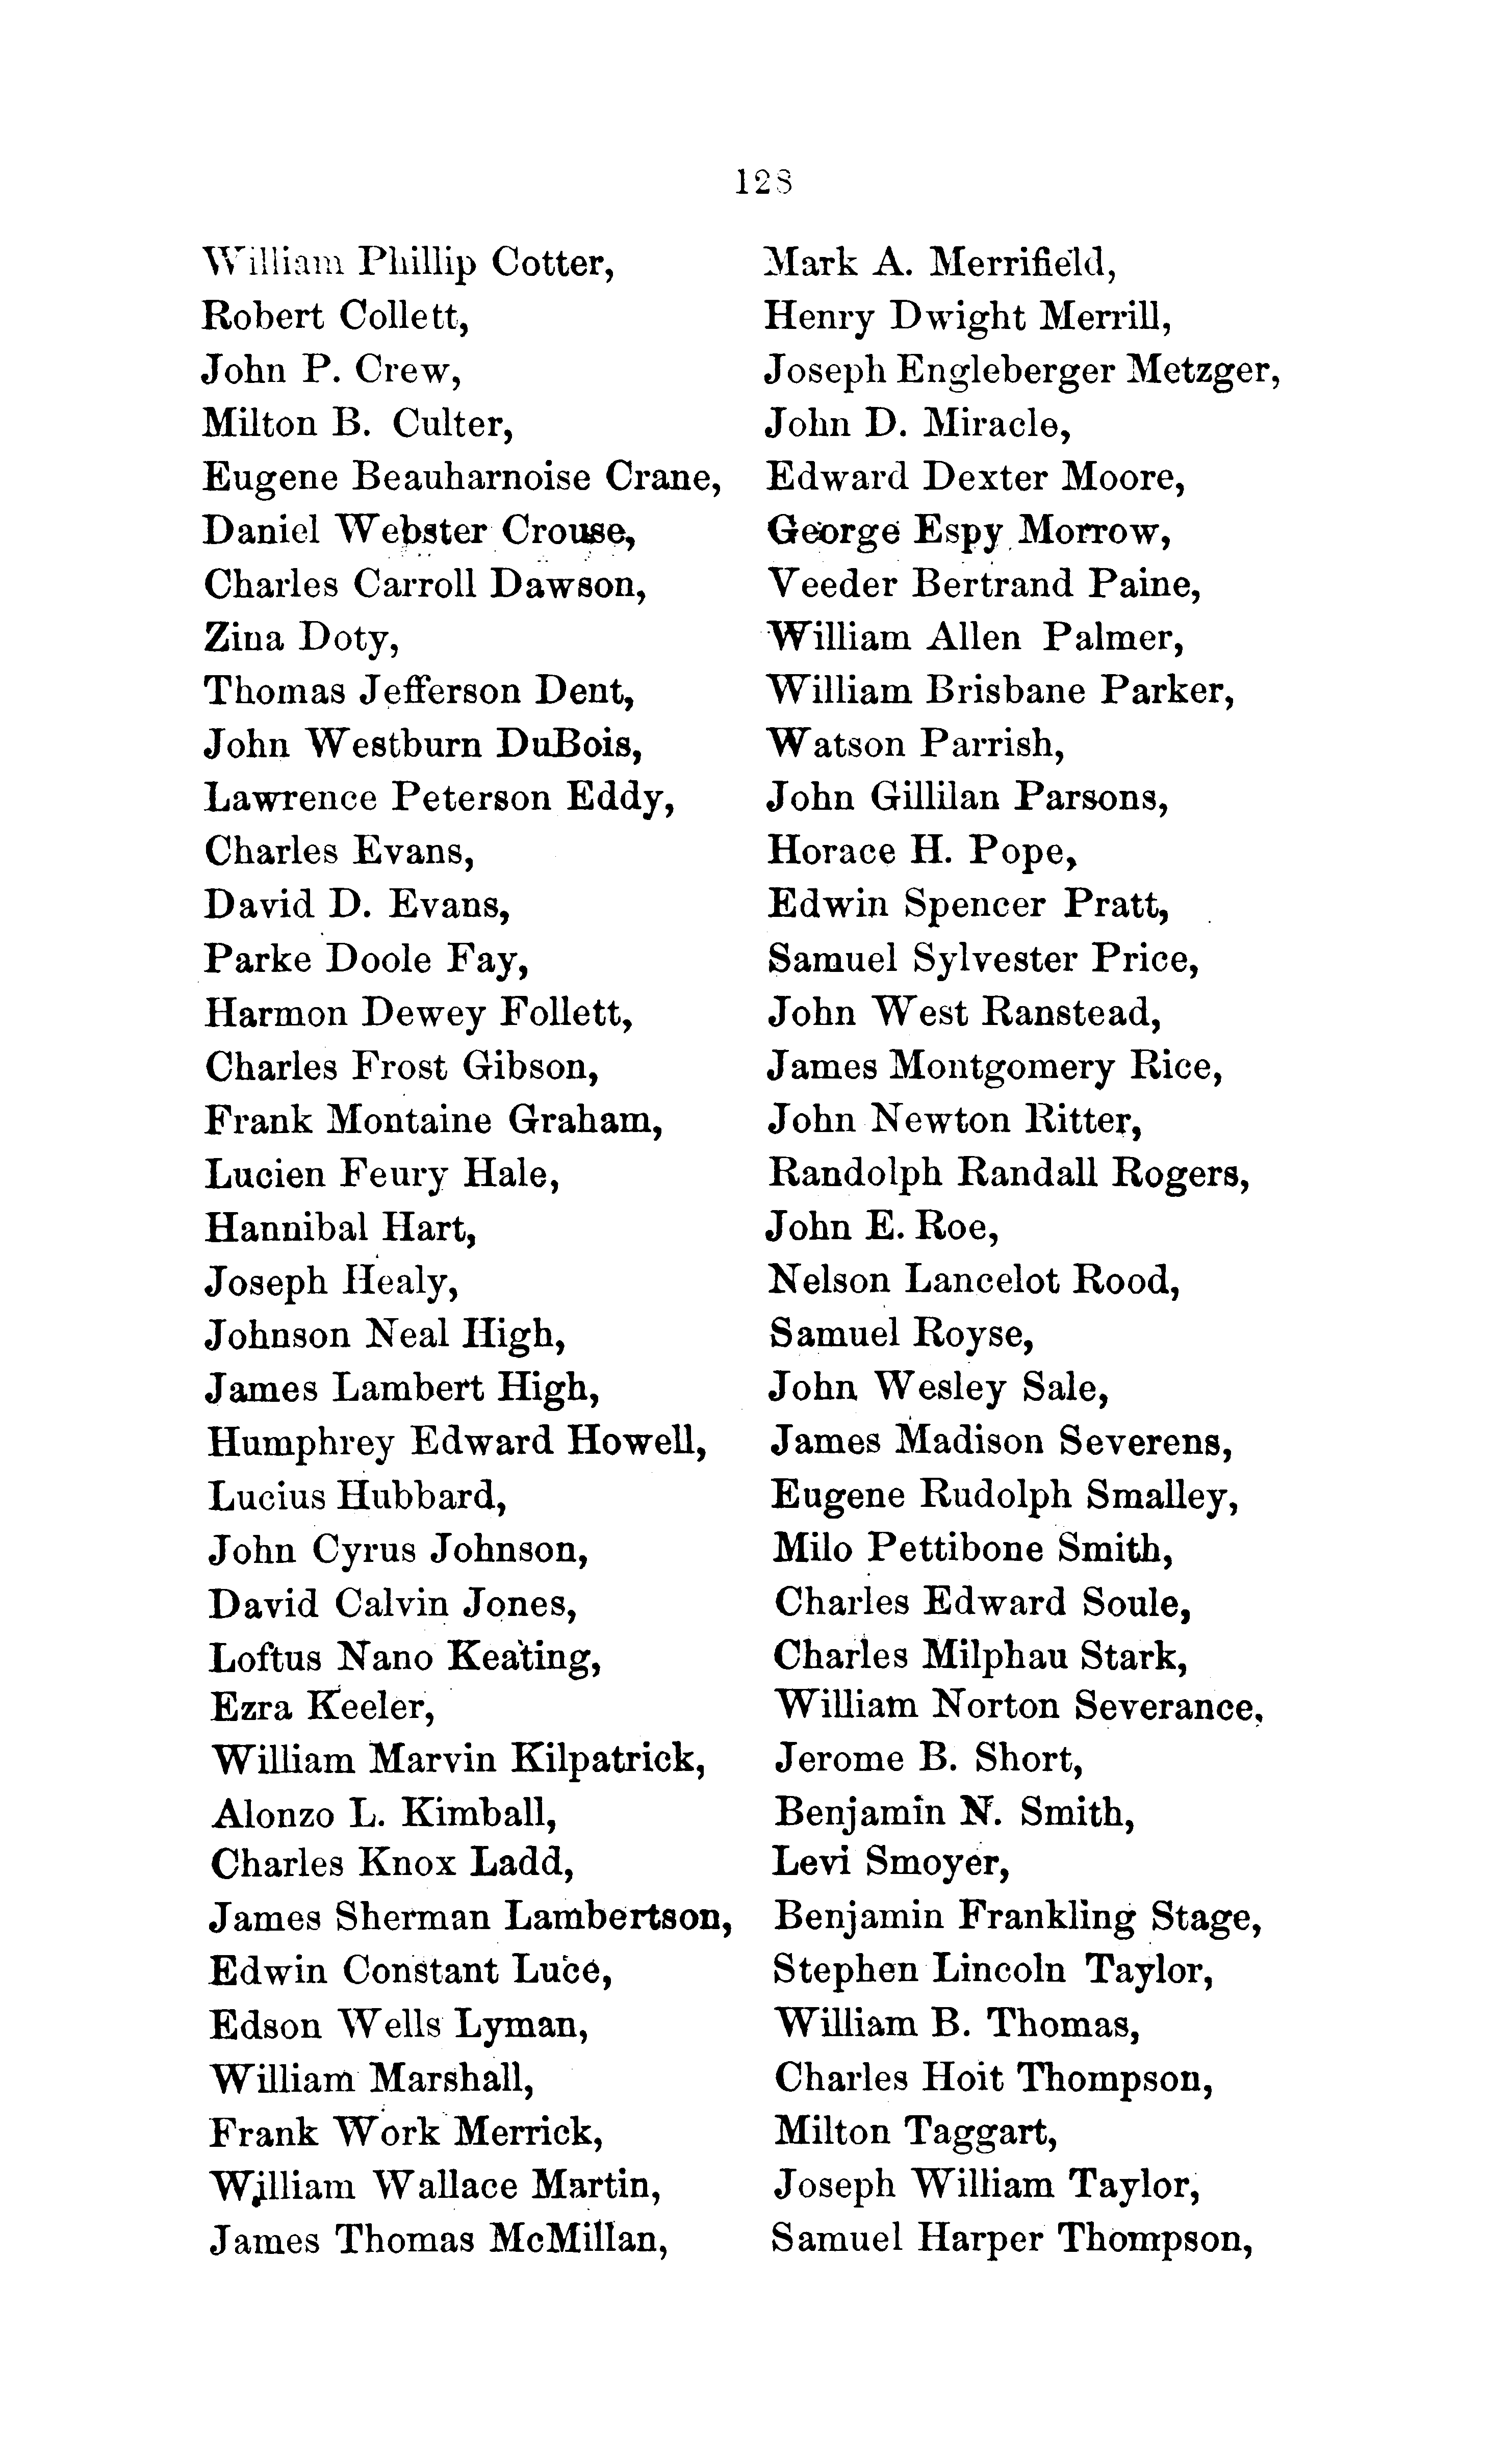 128
William Phillip Cotter,
Robert Collett,
John P. Crew,
Milton B. Culter,
Eugene Beauharnoise Crane,
Daniel Webster Crouse,
Charles Carroll Dawson,
Zina Doty,
Thomas Jefferson Dent,
John Westburn DuBois,
Lawrence Peterson Eddy,
Charles Evans,
David D. Evans,
Parke Doole Fay,
Harmon Dewey Follett,
Charles Frost Gibson,
Frank Montaine Graham,
Lucien Feury Hale,
Hannibal Hart,
Joseph Healy,
Johnson Neal High,
James Lambert High,
Humphrey Edward Howell,
Lucius Hubbard,
John Cyrus Johnson,
David Calvin Jones,
Loftus Nano Keating,
Ezra Keeler,
William Marvin Kilpatrick,
Alonzo L. Kimball,
Charles Knox Ladd,
James Sherman Lambertson,
Edwin Constant Luce,
Edson Wells Lyman,
William Marshall,
Frank Work Merrick,
William Wallace Martin,
James Thomas McMillan,
Mark A. Merrifield,
Henry Dwight Merrill,
Joseph Engleberger Metzger,
John D. Miracle,
Edward Dexter Moore,
George Espy Morrow,
Veeder Bertrand Paine,
William Allen Palmer,
William Brisbane Parker,
Watson Parrish,
John Gillilan Parsons,
Horace H. Pope,
Edwin Spencer Pratt,
Samuel Sylvester Price,
John West Ranstead,
James Montgomery Rice,
John Newton Ritter,
Randolph Randall Rogers,
John E. Roe,
Nelson Lancelot Rood,
Samuel Royse,
John Wesley Sale,
James Madison Severens,
Eugene Rudolph Smalley,
Milo Pettibone Smith,
Charles Edward Soule,
Charles Milphau Stark,
William Norton Severance,
Jerome B. Short,
Benjamin N. Smith,
Levi Smoyer,
Benjamin Frankling Stage,
Stephen Lincoln Taylor,
William B. Thomas,
Charles Hoit Thompson,
Milton Taggart,
Joseph William Taylor,
Samuel Harper Thompson,